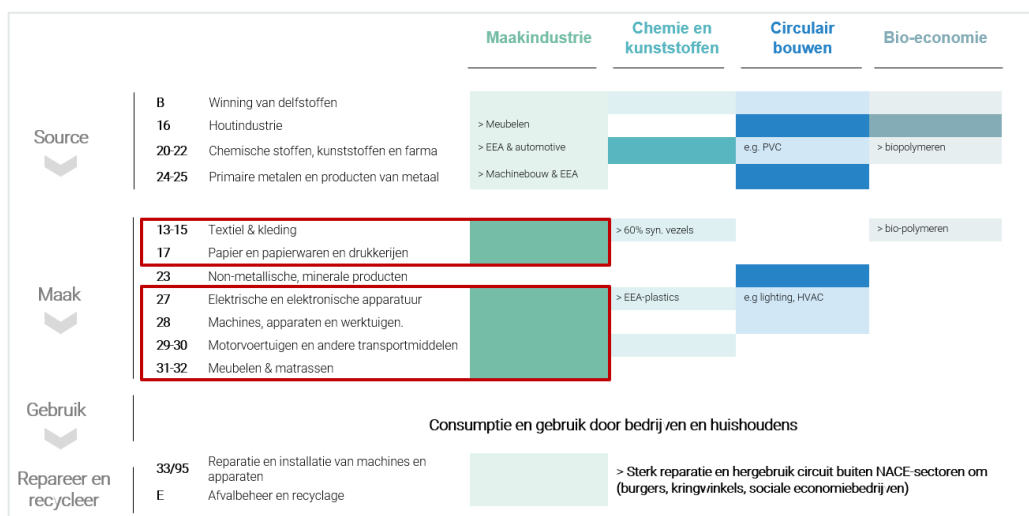 Maakindustrie
Chemie en
kunststoffen
Circulair
bouwen
Bio-economie
Source
B Winning van delfstoffen
16 Houtindustrie > Meubelen
20-22 Chemische stoffen, kunststoffen en farma > EEA & automotive e.g. PVC > biopolymeren
24-25 Primaire metalen en producten van metaal > Machinebouw & EEA
Maak
13-15 Textiel & kleding > 60% syn. vezels > bio-polymeren
17 Papier en papierwaren en drukkerijen
23 Non-metallische, minerale producten
27 Elektrische en elektronische apparatuur > EEA-plastics e.g lighting, HVAC
28 Machines, apparaten en werktuigen.
29-30 Motorvoertuigen en andere transportmiddelen
31-32 Meubelen & matrassen
Gebruik
Consumptie en gebruik door bedrijven en huishoudens
Repareer en
recycleer
33/95 Reparatie en installatie van machines en
apparaten
E Afvalbeheer en recyclage
> Sterk reparatie en hergebruik circuit buiten NACE-sectoren om
(burgers, kringwinkels, sociale economiebedrijven)